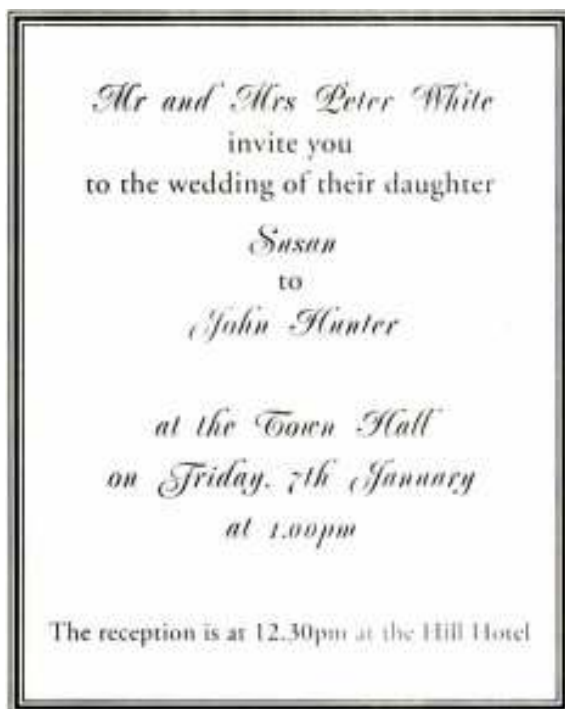 Mr and Mrs Peter White
invite you
to the wedding of their daughter
Susan
to
John Hunter
at the Town Hall
on Friday, 7th January
at 1.00pm
The reception is at 12.30pm at the Hill Hotel